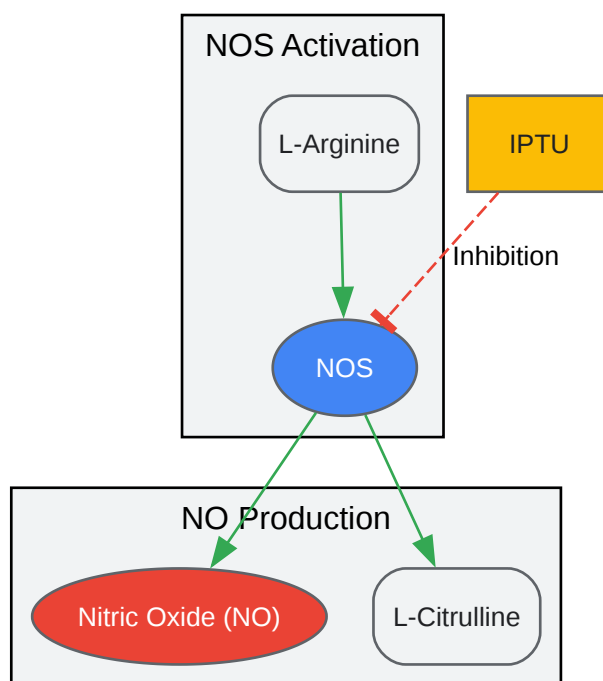 NOS Activation
L-Arginine
IPTU
Inhibition
NOS
NO Production
Nitric Oxide (NO)
L-Citrulline